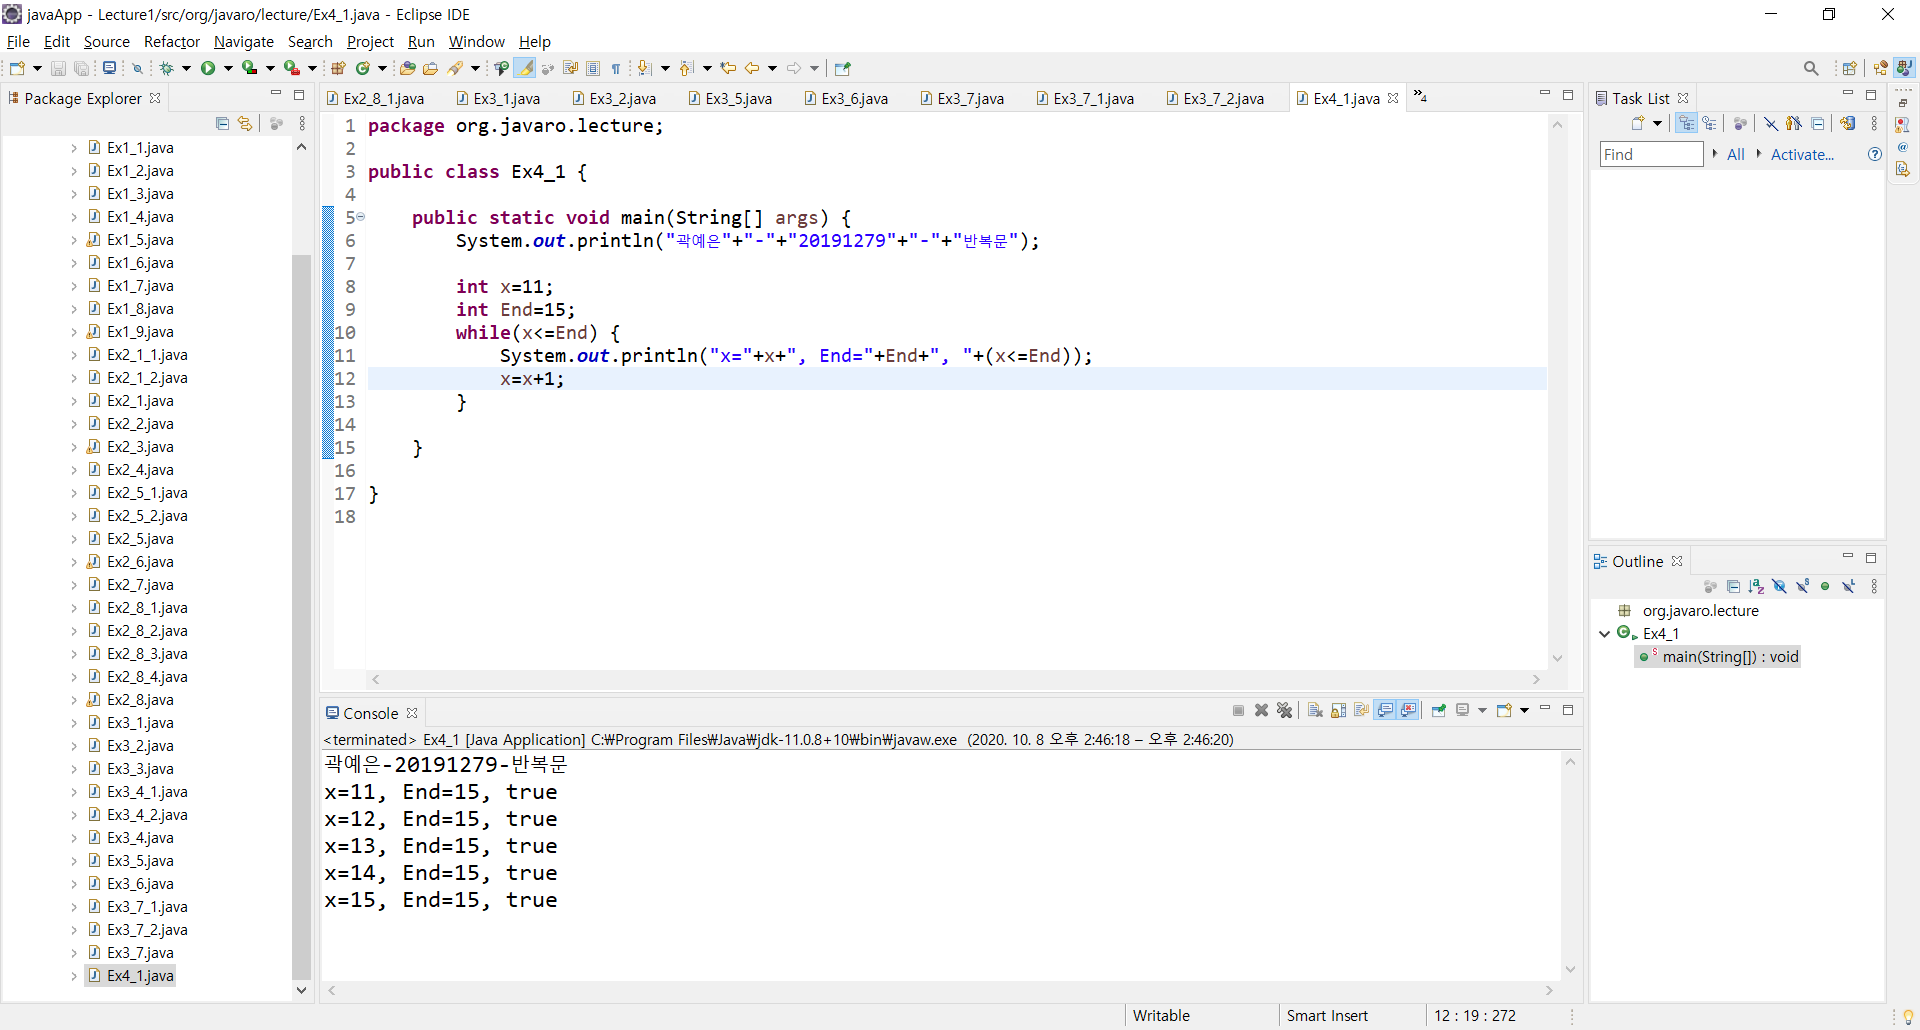 javaApp - Lecture1/src/org/javaro/lecture/Ex4_1.java - Eclipse IDE
File Edit Source Refactor Navigate Search Project Run Window Help
Package Explorer
Ex1_1.java
Ex1_2.java
Ex1_3.java
Ex1_4.java
Ex1_5.java
Ex1_6.java
Ex1_7.java
Ex1_8.java
Ex1_9.java
Ex2_1_1.java
Ex2_1_2.java
Ex2_1.java
Ex2_2.java
Ex2_3.java
Ex2_4.java
Ex2_5_1.java
Ex2_5_2.java
Ex2_5.java
Ex2_6.java
Ex2_7.java
Ex2_8_1.java
Ex2_8_2.java
Ex2_8_3.java
Ex2_8_4.java
Ex2_8.java
Ex3_1.java
Ex3_2.java
Ex3_3.java
Ex3_4_1.java
Ex3_4_2.java
Ex3_4.java
Ex3_5.java
Ex3_6.java
Ex3_7_1.java
Ex3_7_2.java
Ex3_7.java
Ex4_1.java
Ex2_8_1.java Ex3_1.java Ex3_2.java Ex3_5.java Ex3_6.java Ex3_7.java Ex3_7_1.java Ex3_7_2.java Ex4_1.java »4
1 package org.javaro.lecture;
2
3 public class Ex4_1 {
4
5 public static void main(String[] args) {
6 System.out.println("곽예은"+"-"+"20191279"+"-"+"반복문");
7
8 int x=11;
9 int End=15;
10 while(x<=End) {
11 System.out.println("x="+x+", End="+End+", "+(x<=End));
12 x=x+1;
13 }
14
15 }
16
17 }
18
Console
<terminated> Ex4_1 [Java Application] C:₩Program Files₩Java₩jdk-11.0.8+10₩bin₩javaw.exe (2020. 10. 8 오후 2:46:18 – 오후 2:46:20)
곽예은-20191279-반복문
x=11, End=15, true
x=12, End=15, true
x=13, End=15, true
x=14, End=15, true
x=15, End=15, true
Task List
Find All Activate...
Outline
org.javaro.lecture
Ex4_1
main(String[]) : void
Writable Smart Insert 12 : 19 : 272